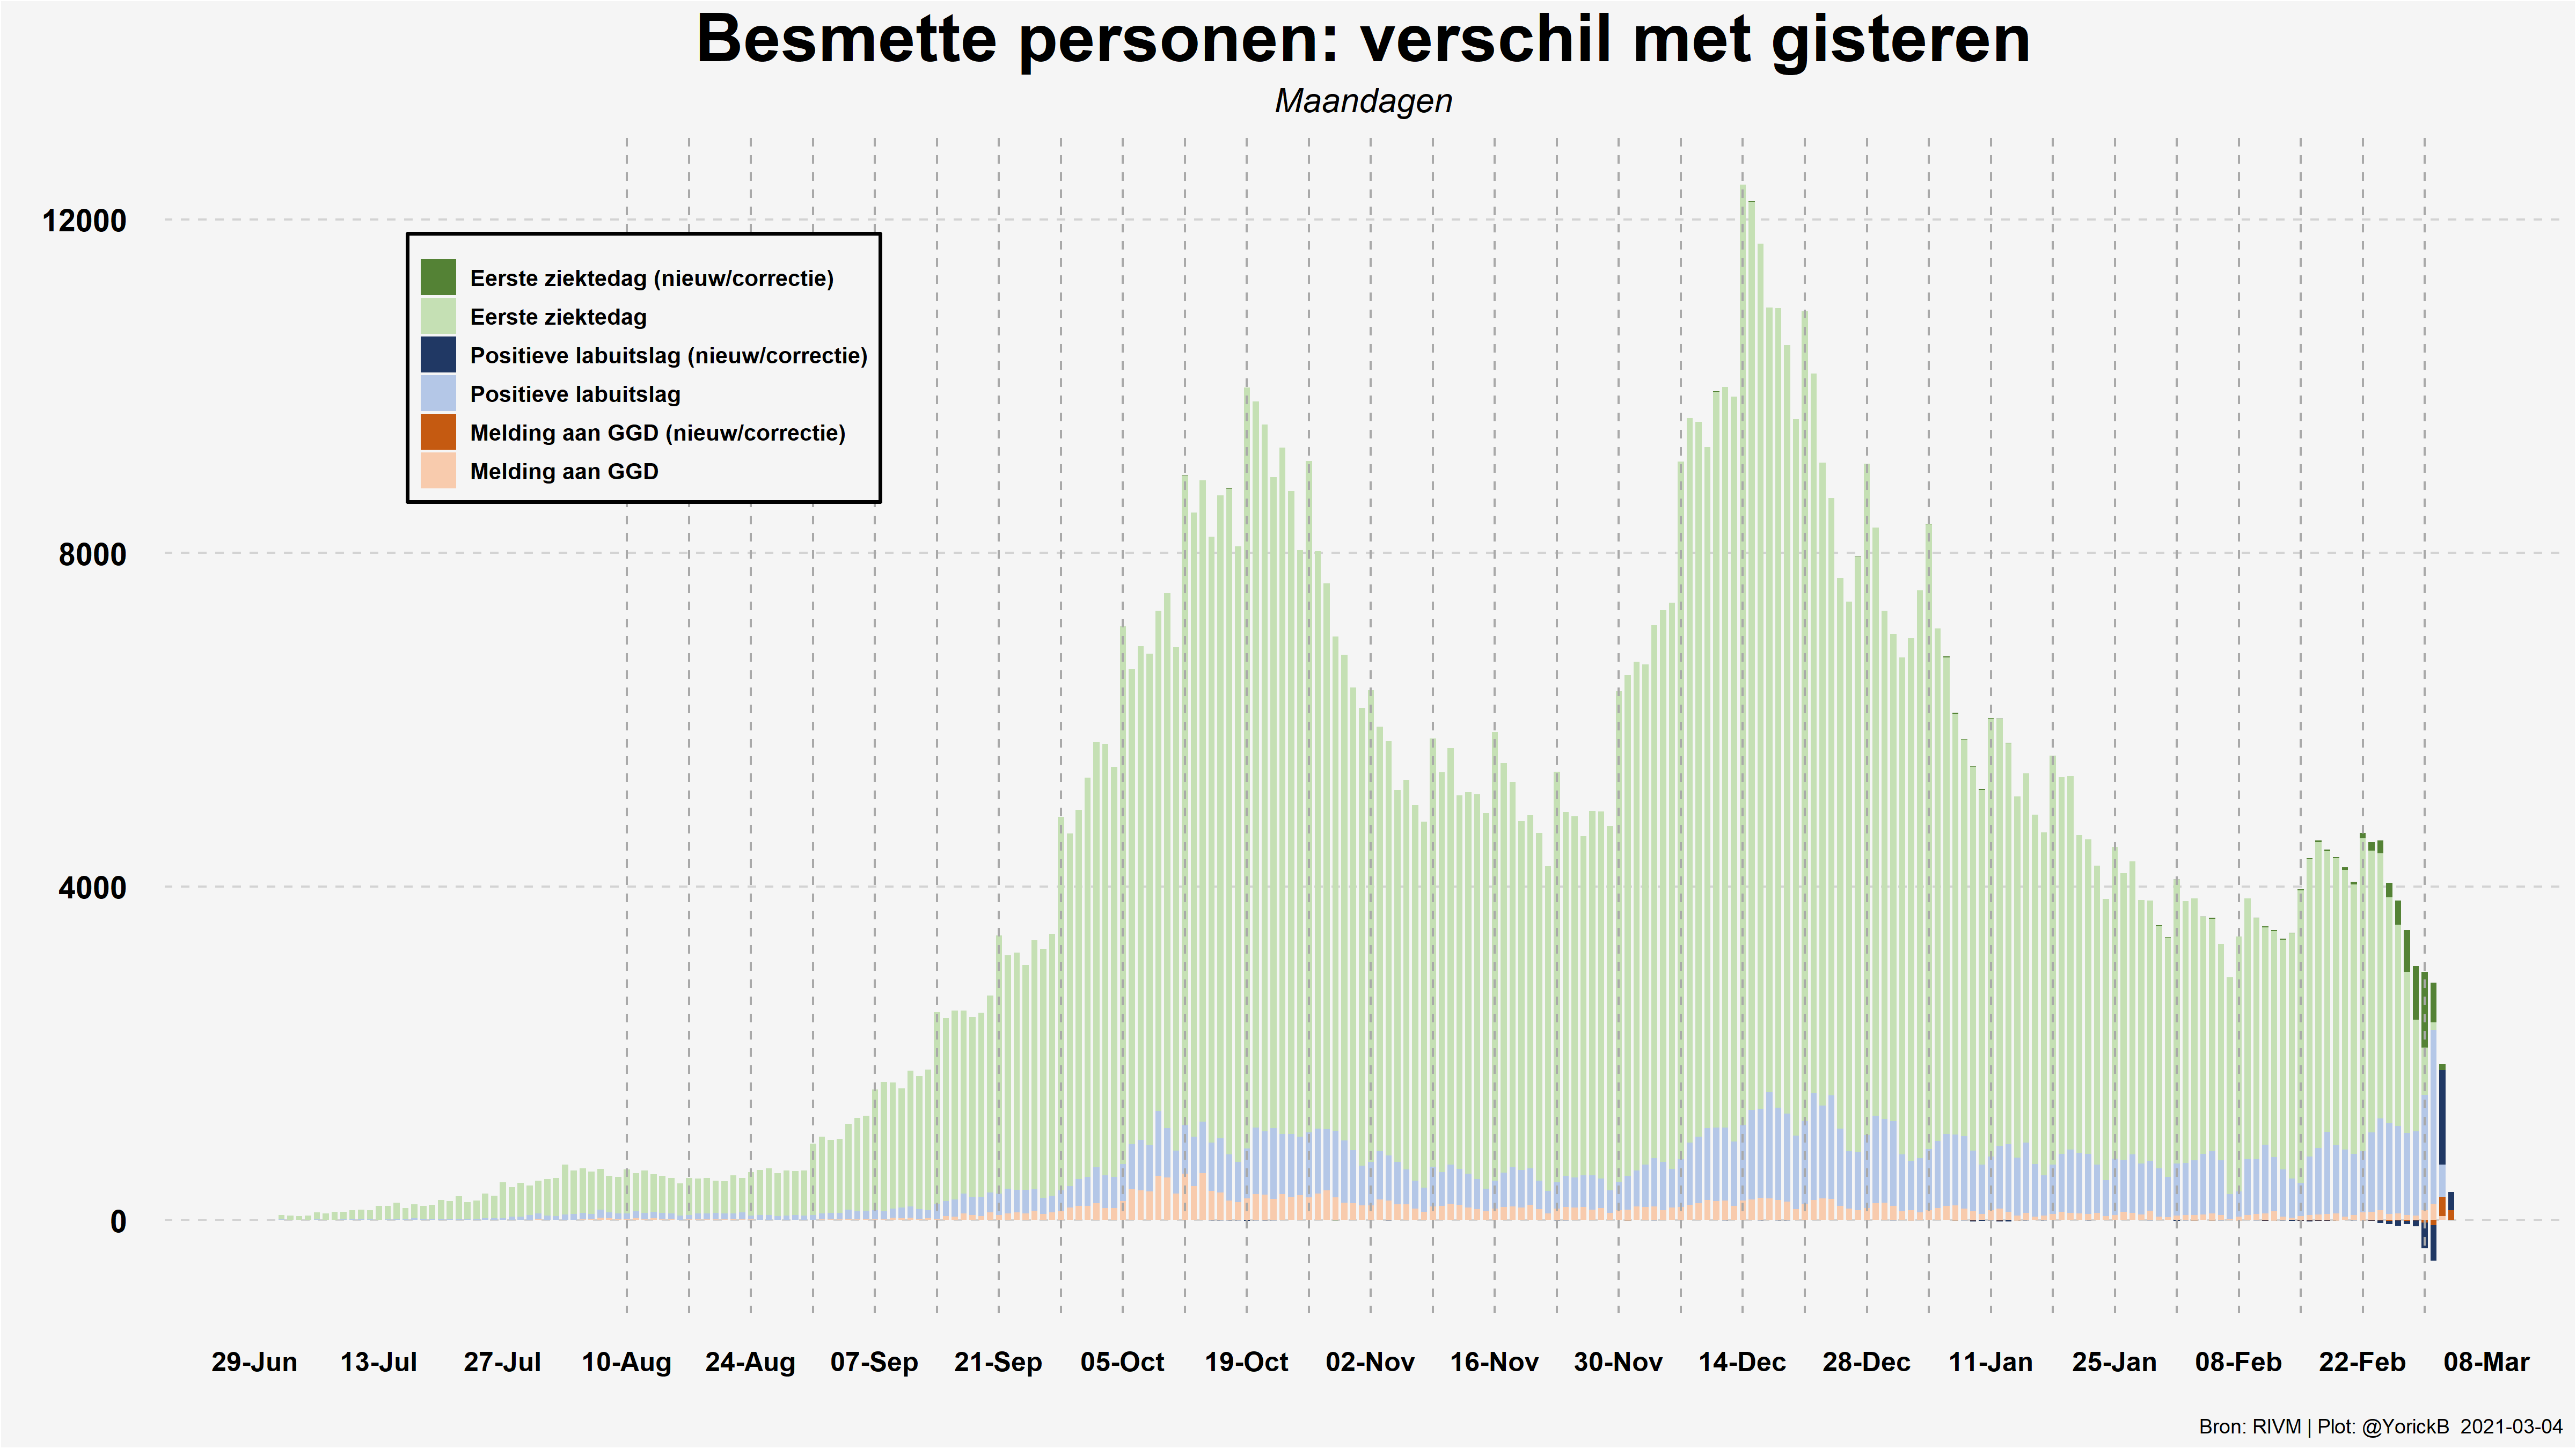 Besmette personen: verschil met gisteren
Maandagen
12000
8000
4000
0
Eerste ziektedag (nieuw/correctie)
Eerste ziektedag
Positieve labuitslag (nieuw/correctie)
Positieve labuitslag
Melding aan GGD (nieuw/correctie)
Melding aan GGD
29-Jun 13-Jul 27-Jul 10-Aug 24-Aug 07-Sep 21-Sep 05-Oct 19-Oct 02-Nov 16-Nov 30-Nov 14-Dec 28-Dec 11-Jan 25-Jan 08-Feb 22-Feb 08-Mar
Bron: RIVM | Plot: @YorickB 2021-03-04